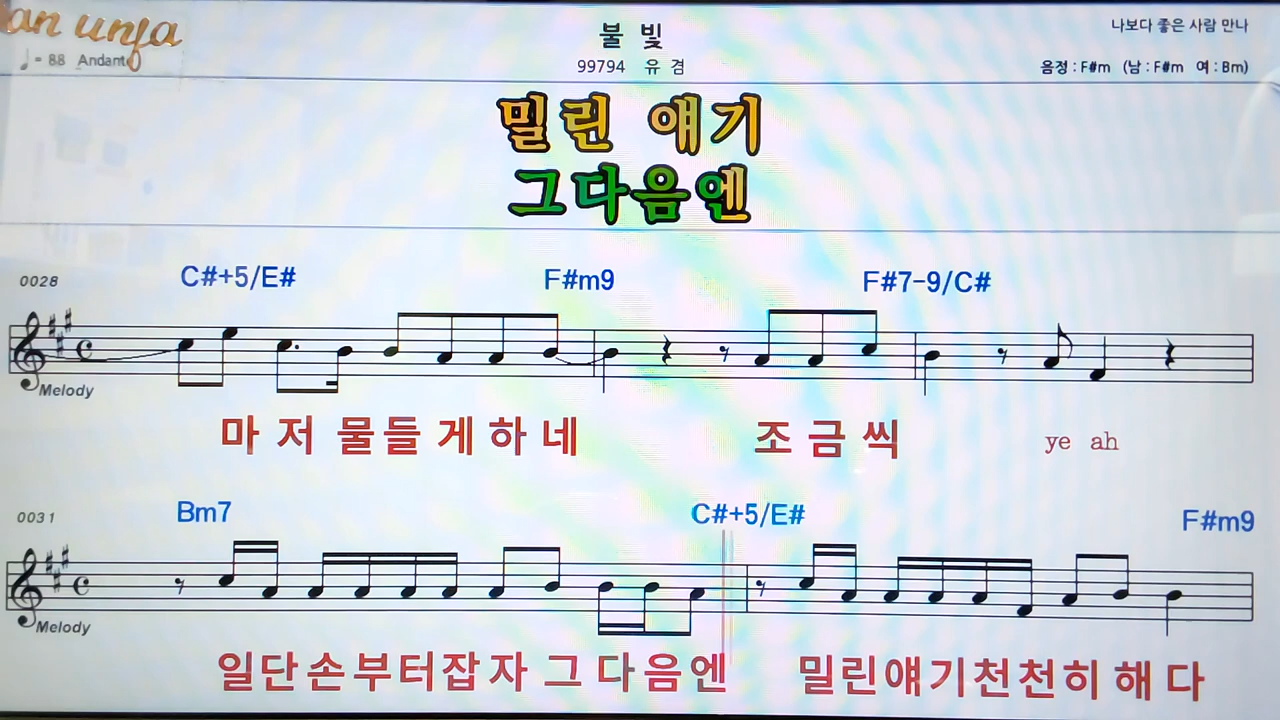 an unfa
♩= 88 Andant
불 빛
99794 유 겸
나보다 좋은 사람 만나
음정 : F#m (남 : F#m 여 : Bm)
밀린 얘기
그다음엔
0028 C#+5/E# F#m9 F#7-9/C#
Melody
마 저 물들 게 하 네 조 금 씩 ye ah
0031 Bm7 C#+5/E# F#m9
Melody
일단손부터잡자 그다음엔 밀린얘기천천히해다